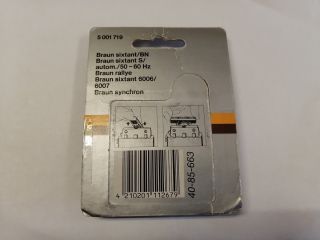 5 001 719
Braun sixtant/BN
Braun sixtant S/
autom./50-60 Hz
Braun rallye
Braun sixtant 6006/
6007
Braun synchron
4 210201 112679
40-85-663